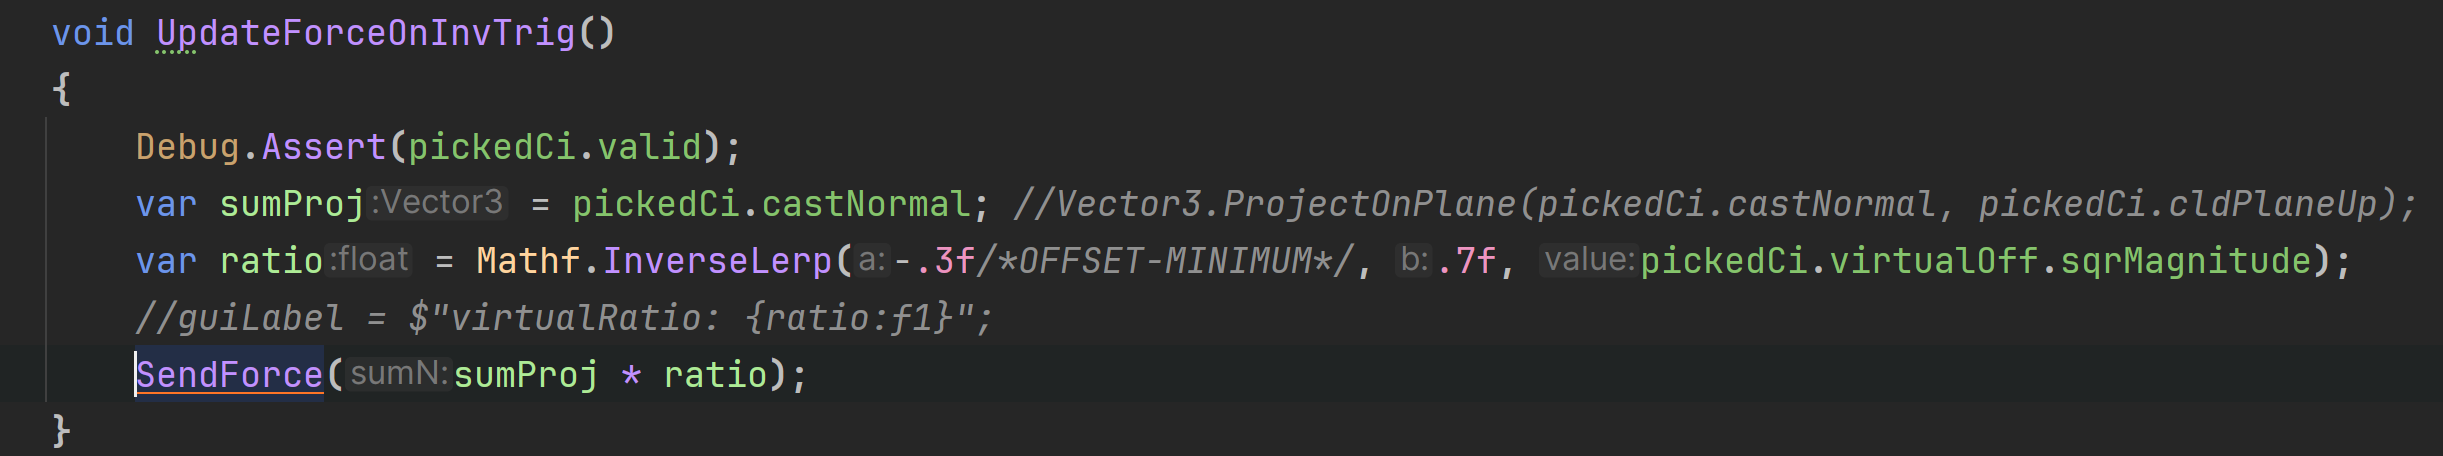 void UpdateForceOnInvTrig()
{
Debug.Assert(pickedCi.valid);
var sumProj :Vector3 = pickedCi.castNormal; //Vector3.ProjectOnPlane(pickedCi.castNormal, pickedCi.cldPlaneUp);
var ratio :float = Mathf.InverseLerp( a: -.3f/*OFFSET-MINIMUM*/, b: .7f, value: pickedCi.virtualOff.sqrMagnitude);
//guiLabel = $"virtualRatio: {ratio:f1}";
SendForce( sumN: sumProj * ratio);
}